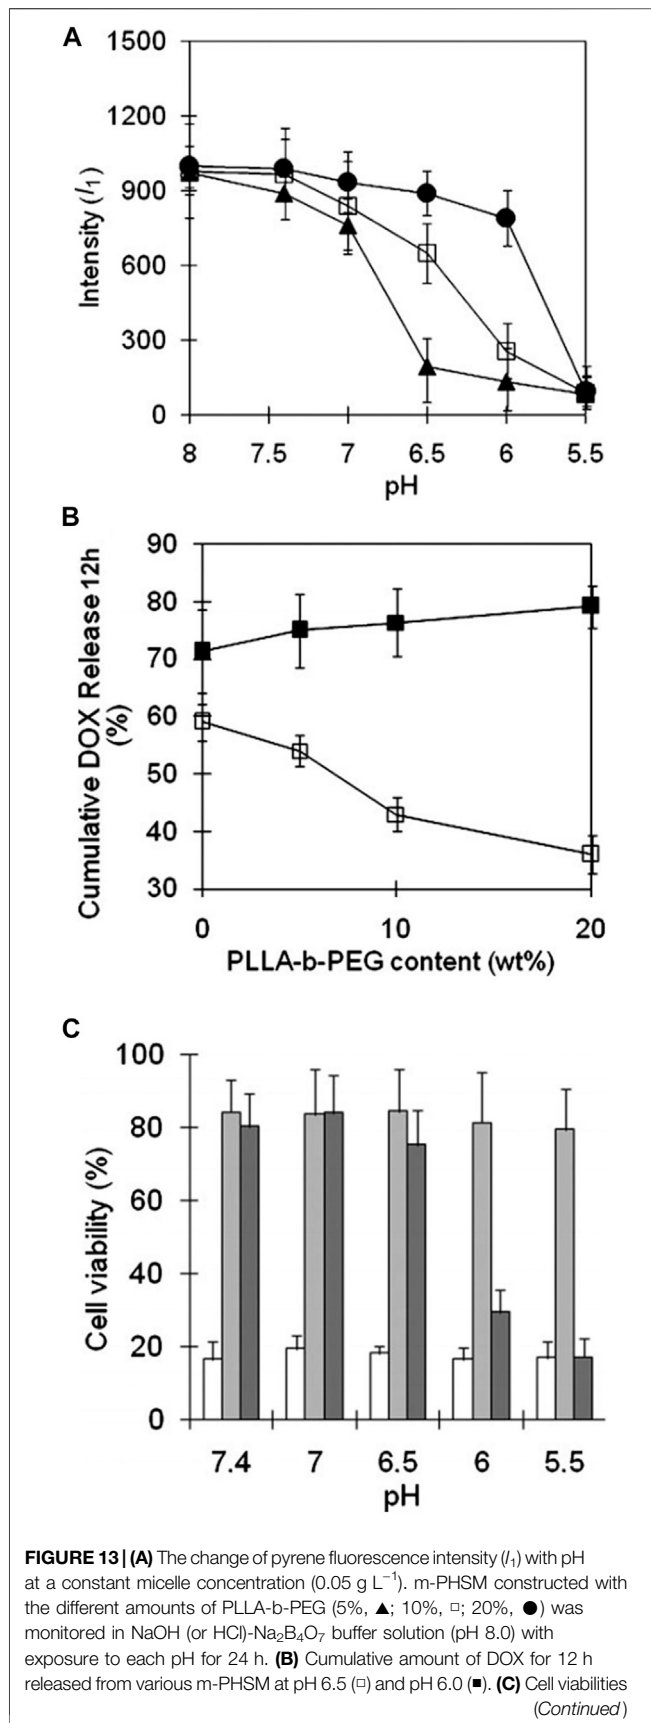 A
1500
1200
900
600
300
0
Intensity (I1)
8 7.5 7 6.5 6 5.5
pH
B
90
80
70
60
50
40
30
Cumulative DOX Release 12h
(%)
0 10 20
PLLA-b-PEG content (wt%)
C
100
80
60
40
20
0
Cell viability (%)
7.4 7 6.5 6 5.5
pH
FIGURE 13 | (A) The change of pyrene fluorescence intensity (I1) with pH
at a constant micelle concentration (0.05 g L−1). m-PHSM constructed with
the different amounts of PLLA-b-PEG (5%, ▲; 10%, □; 20%, ●) was
monitored in NaOH (or HCl)-Na2B4O7 buffer solution (pH 8.0) with
exposure to each pH for 24 h. (B) Cumulative amount of DOX for 12 h
released from various m-PHSM at pH 6.5 (□) and pH 6.0 (■). (C) Cell viabilities
(Continued)